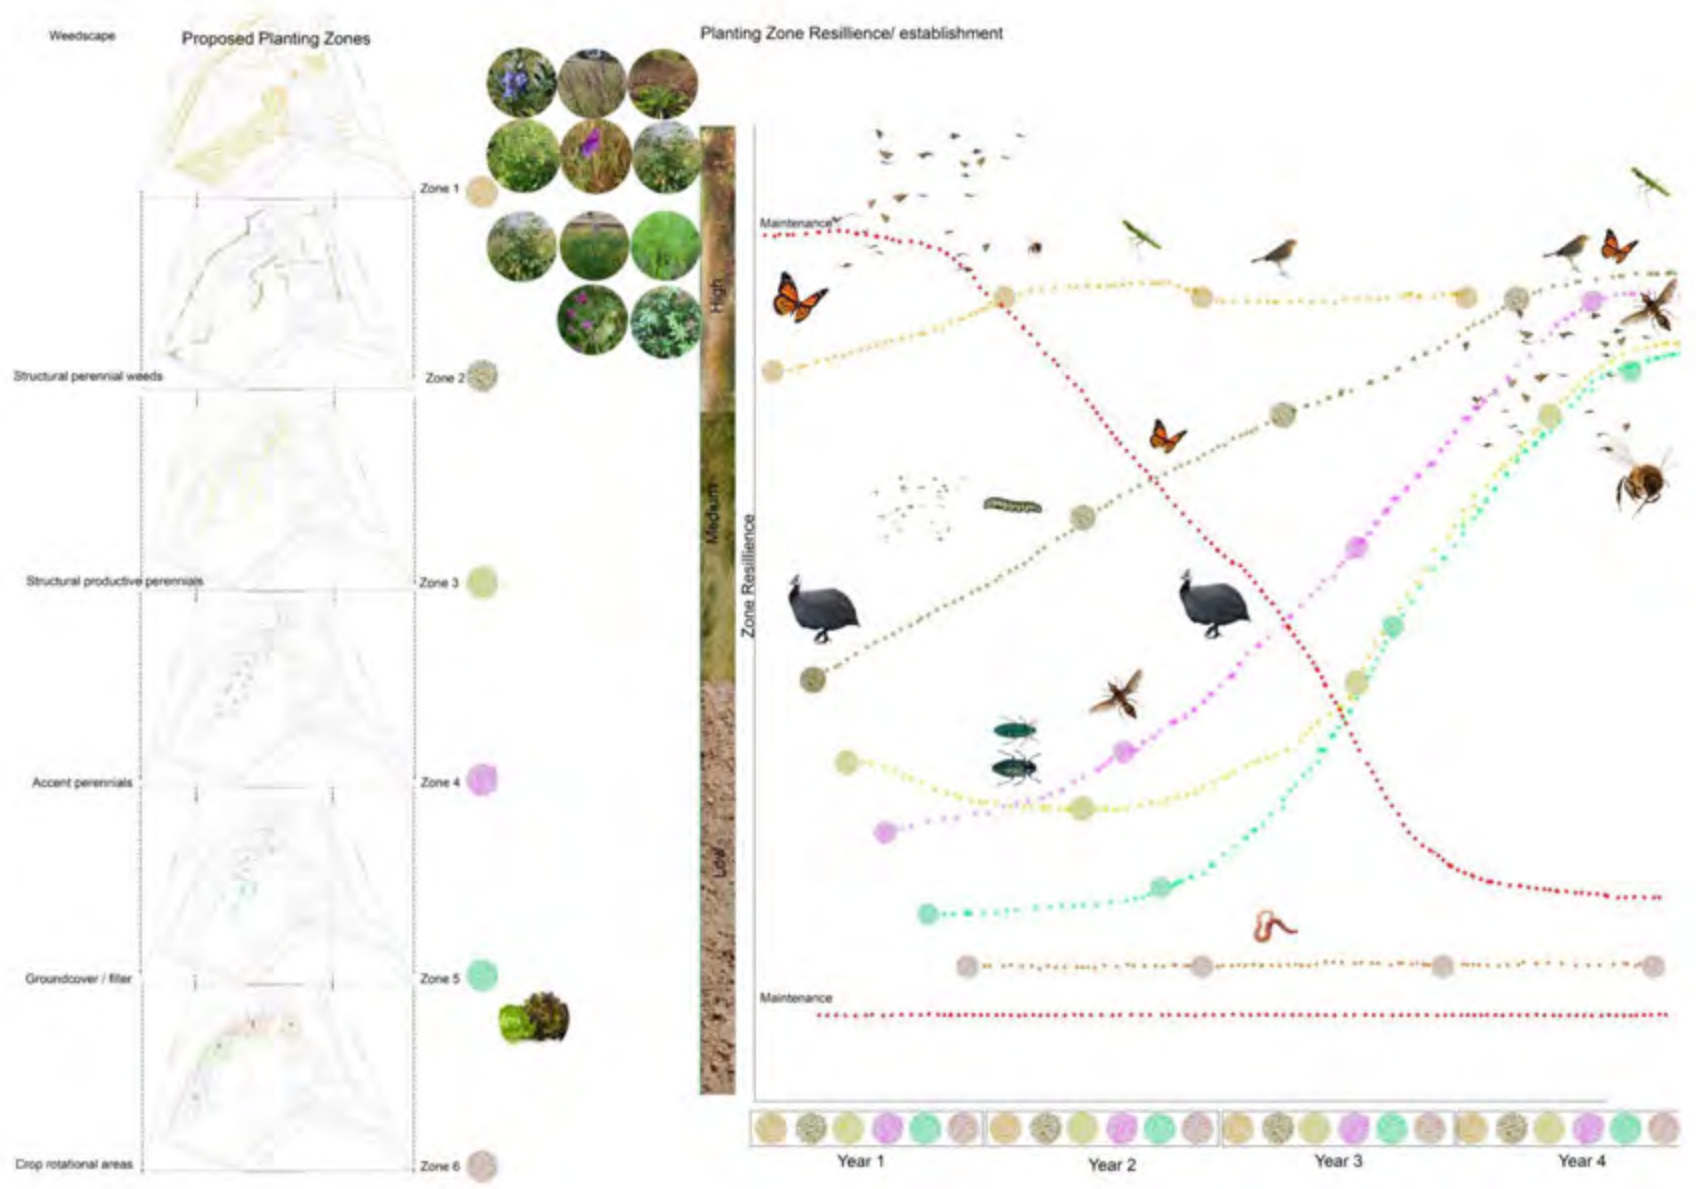 Weedscape
Proposed Planting Zones
Planting Zone Resillience/ establishment
Zone 1
Structural perennial weeds
Zone 2
Structural productive perennials
Zone 3
Accent perennials
Zone 4
Groundcover / filler
Zone 5
Crop rotational areas
Zone 6
High
Medium
Low
Zone Resillience
Maintenance
Maintenance
Year 1
Year 2
Year 3
Year 4